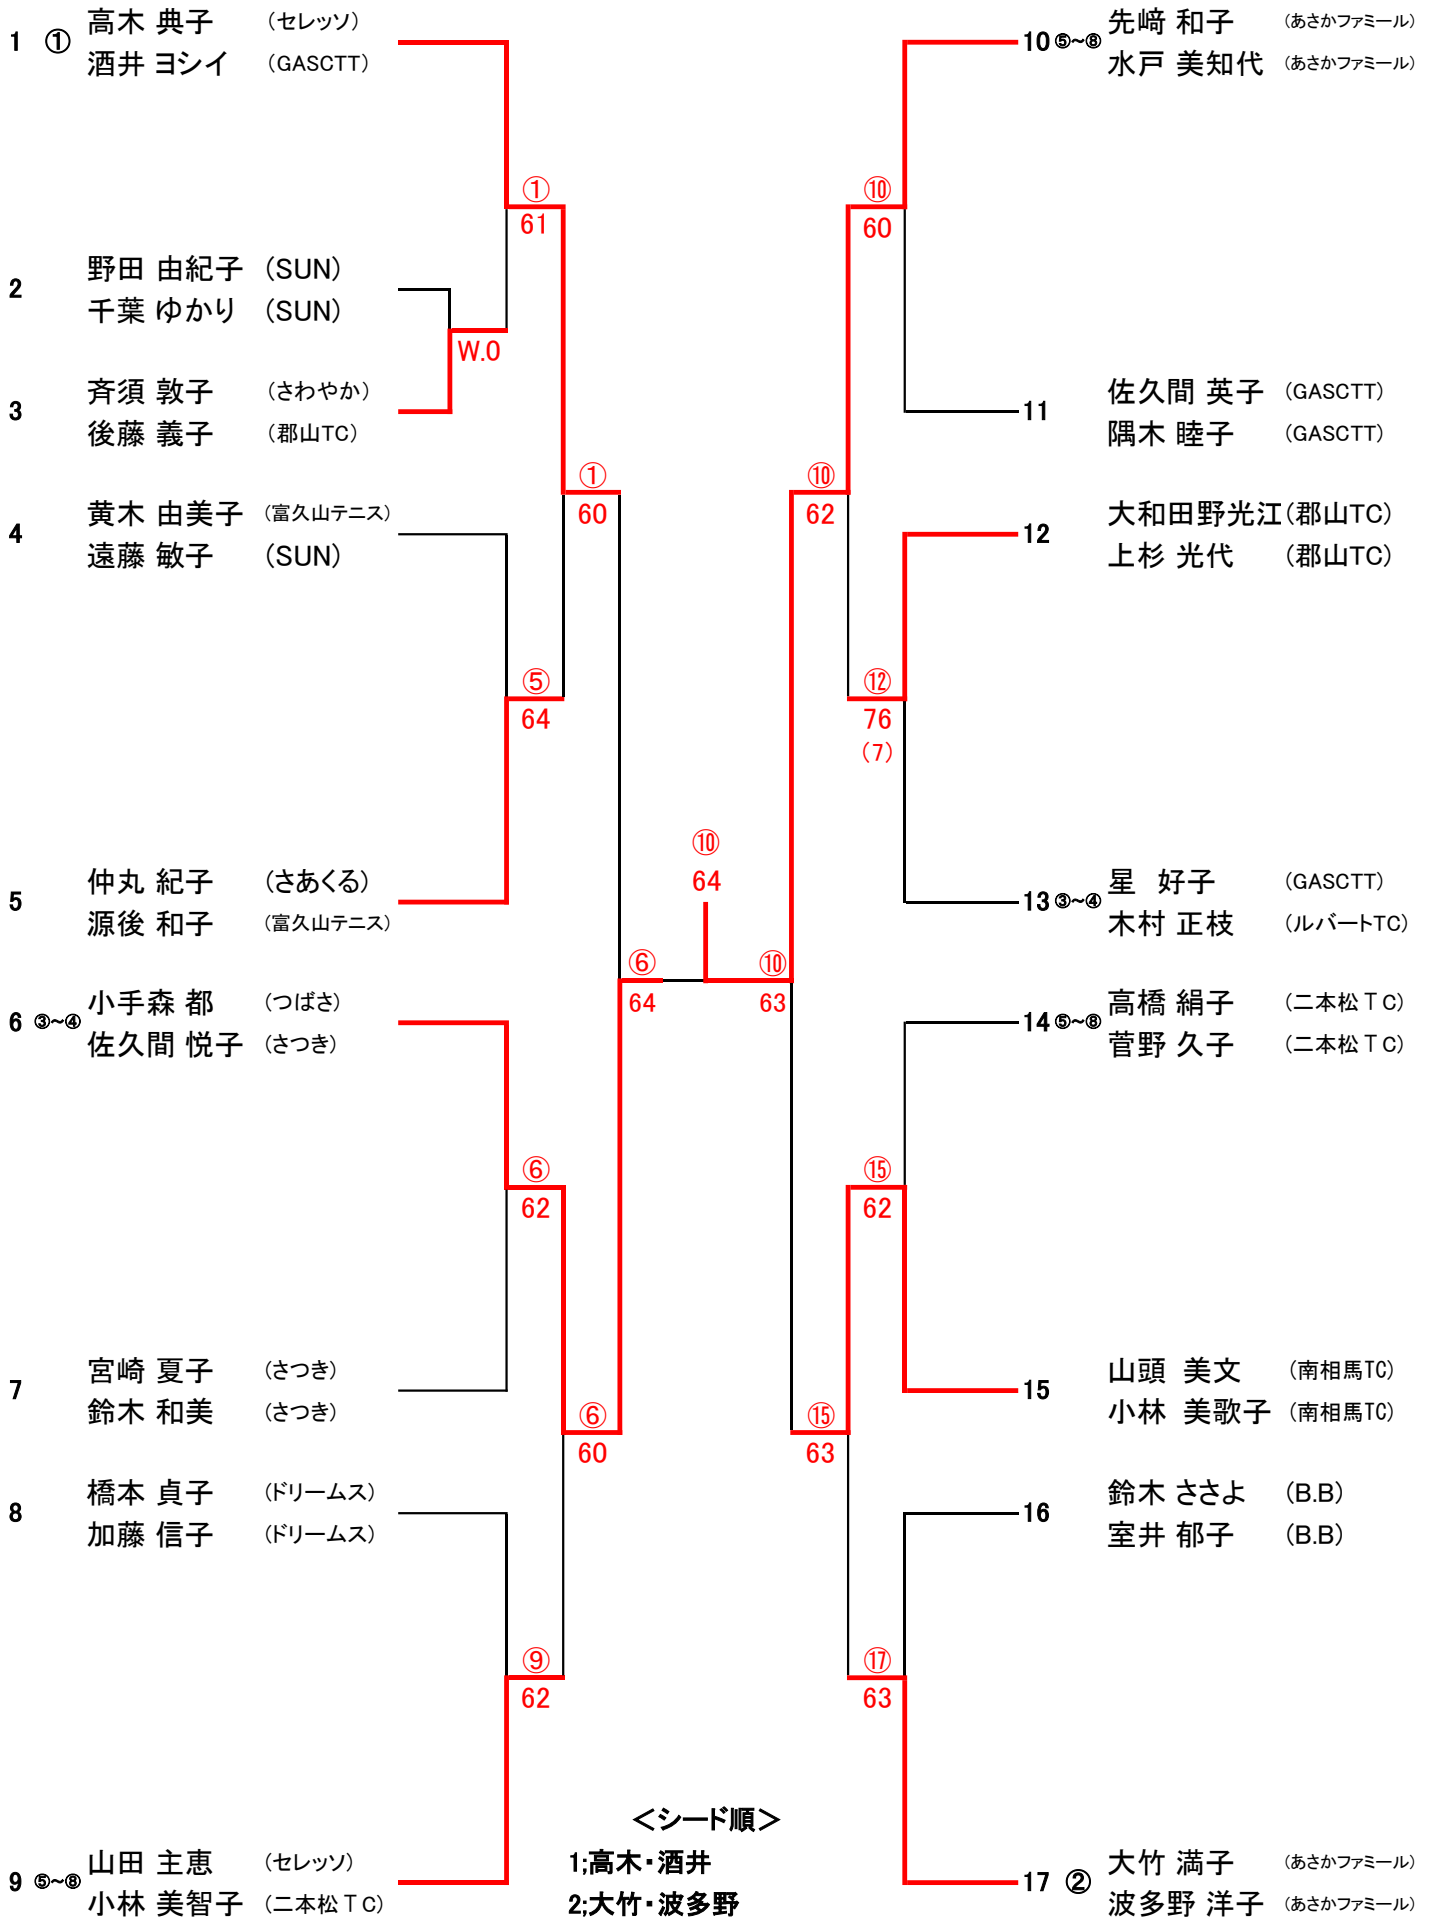 1 ① 高木 典子 (セレッソ)
酒井 ヨシイ (GASCTT)
① 
61
2 野田 由紀子 (SUN)
千葉 ゆかり (SUN)
W.O
3 斉須 敦子 (さわやか)
後藤 義子 (郡山TC)
①
60
4 黄木 由美子 (富久山テニス)
遠藤 敏子 (SUN)
⑤
64
5 仲丸 紀子 (さあくる)
源後 和子 (富久山テニス)
⑥
64
6 ③~④ 小手森 都 (つばさ)
佐久間 悦子 (さつき)
⑥
62
7 宮崎 夏子 (さつき)
鈴木 和美 (さつき)
⑥
60
8 橋本 貞子 (ドリームス)
加藤 信子 (ドリームス)
⑨
62
9 ⑤~⑧ 山田 主恵 (セレッソ)
小林 美智子 (二本松TC)
⑩
64
<シード順>
1;高木・酒井
2;大竹・波多野
10 ⑤~⑧ 先﨑 和子 (あさかファミール)
水戸 美知代 (あさかファミール)
⑩
60
11 佐久間 英子 (GASCTT)
隅木 睦子 (GASCTT)
⑩
62
12 大和田野光江 (郡山TC)
上杉 光代 (郡山TC)
⑫
76
(7)
13 ③~④ 星 好子 (GASCTT)
木村 正枝 (ルバートTC)
⑩
63
14 ⑤~⑧ 高橋 絹子 (二本松TC)
菅野 久子 (二本松TC)
⑮
62
15 山頭 美文 (南相馬TC)
小林 美歌子 (南相馬TC)
⑮
63
16 鈴木 ささよ (B.B)
室井 郁子 (B.B)
⑰
63
17 ② 大竹 満子 (あさかファミール)
波多野 洋子 (あさかファミール)